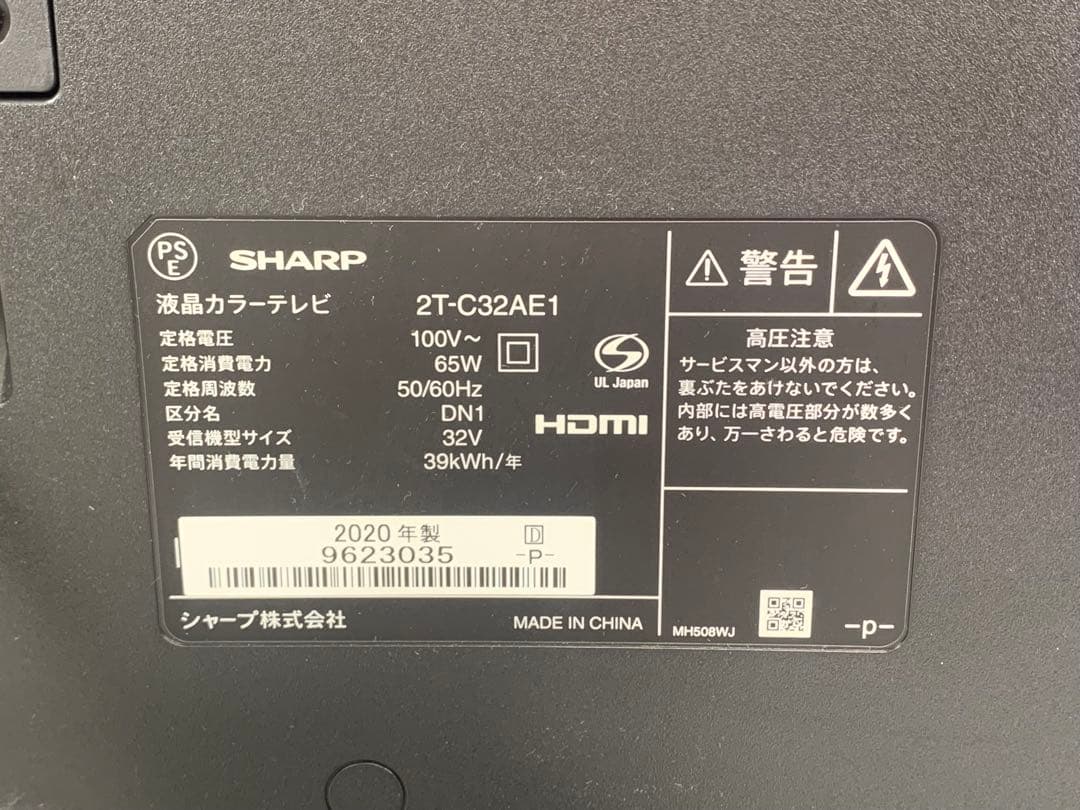 PS
E
SHARP
液晶カラーテレビ 2T-C32AE1
定格電圧 100V～
定格消費電力 65W
定格周波数 50/60Hz
区分名 DN1
受信機型サイズ 32V
年間消費電力量 39kWh/年
UL Japan
HDMI
2020年製 D
9623035 -P-
シャープ株式会社 MADE IN CHINA
警告
高圧注意
サービスマン以外の方は、
裏ぶたをあけないでください。
内部には高電圧部分が数多く
あり、万一さわると危険です。
MH508WJ -p-